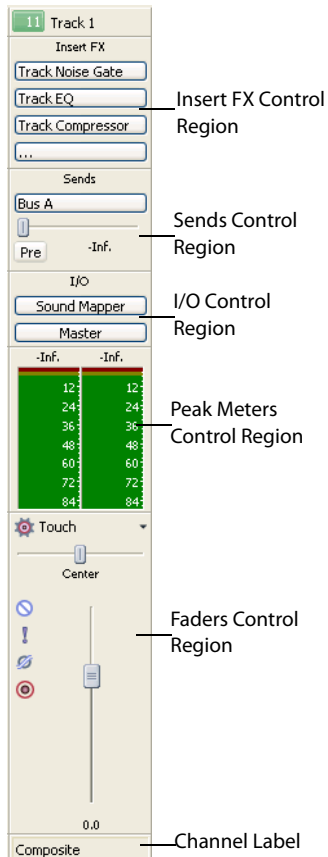 11 Track 1
Insert FX
Track Noise Gate
Track EQ
Track Compressor
...
Insert FX Control
Region
Sends
Bus A
Pre -Inf.
Sends Control
Region
I/O
Sound Mapper
Master
I/O Control
Region
-Inf. -Inf.
12 12
24 24
36 36
48 48
60 60
72 72
84 84
Peak Meters
Control Region
Touch
Center
Faders Control
Region
0.0
Composite
Channel Label